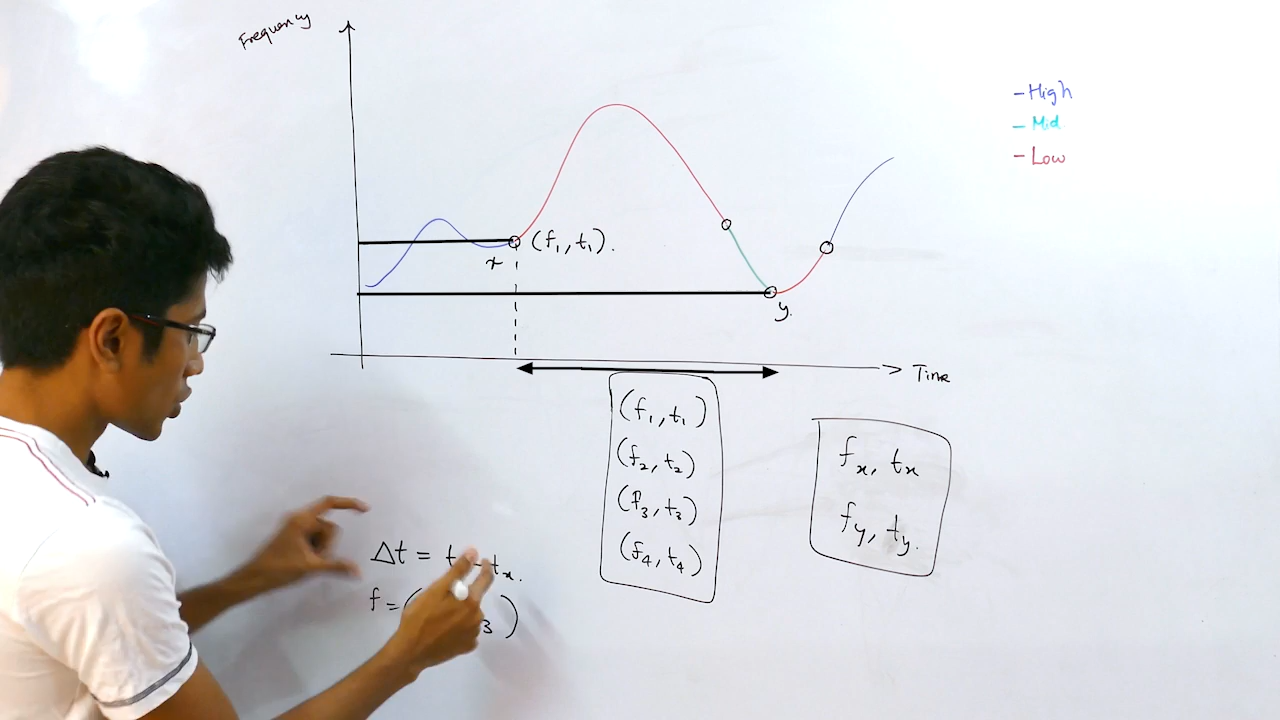 Frequency
- High
- Mid
- Low
(f₁, t₁).
x
y.
Time
(f₁, t₁)
(f₂, t₂)
(f₃, t₃)
(f₄, t₄)
fₓ, tₓ
fy, ty.
Δt = t - tₓ.
f = ( 3 )